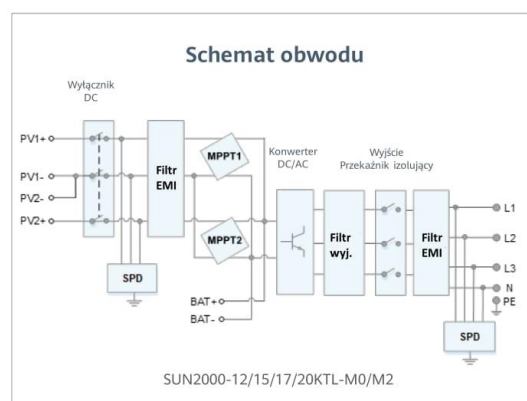 Schemat obwodu
Wyłącznik
DC
PV1+
PV1-
PV2-
PV2+
Filtr
EMI
MPPT1
MPPT2
SPD
BAT+
BAT-
Konwerter
DC/AC
Filtr
wyj.
Wyjście
Przekaźnik izolujący
Filtr
EMI
L1
L2
L3
N
PE
SPD
SUN2000-12/15/17/20KTL-M0/M2